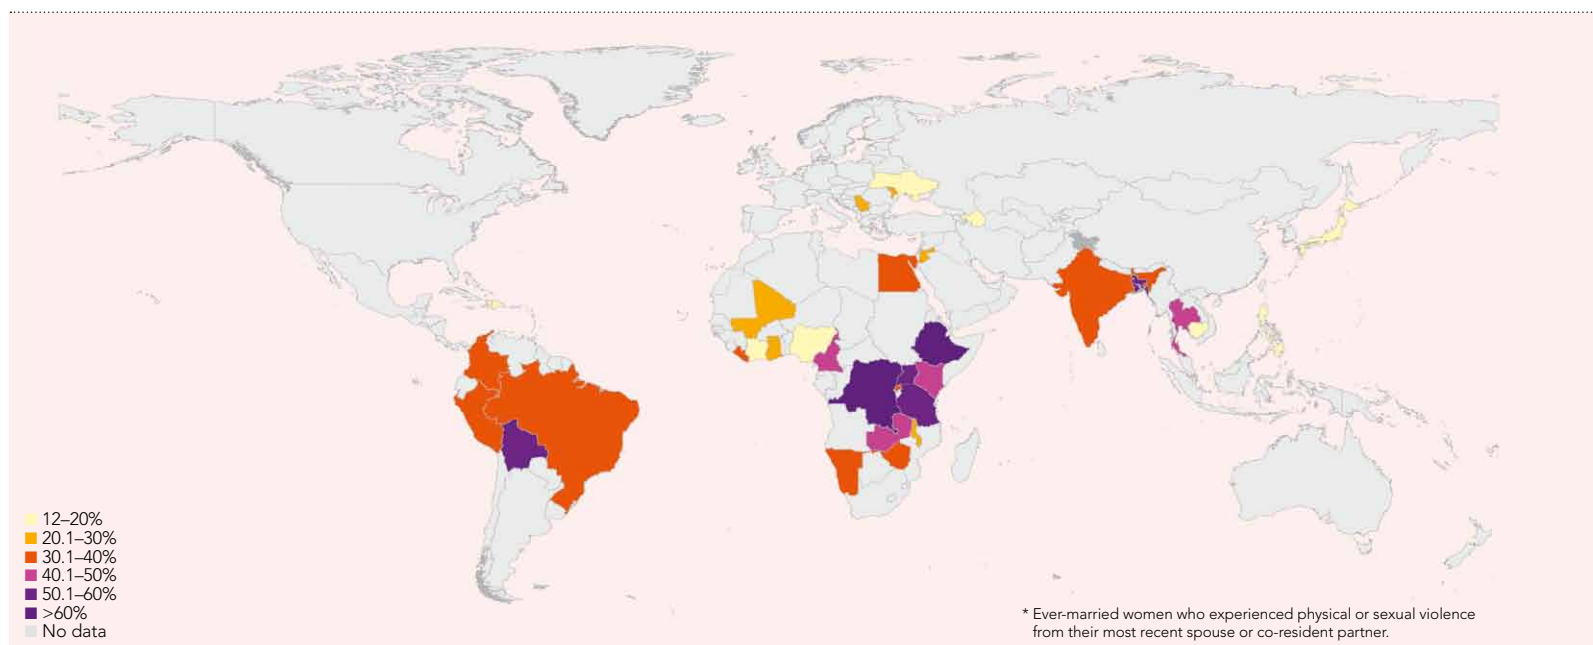 12–20%
20.1–30%
30.1–40%
40.1–50%
50.1–60%
>60%
No data
* Ever-married women who experienced physical or sexual violence
from their most recent spouse or co-resident partner.